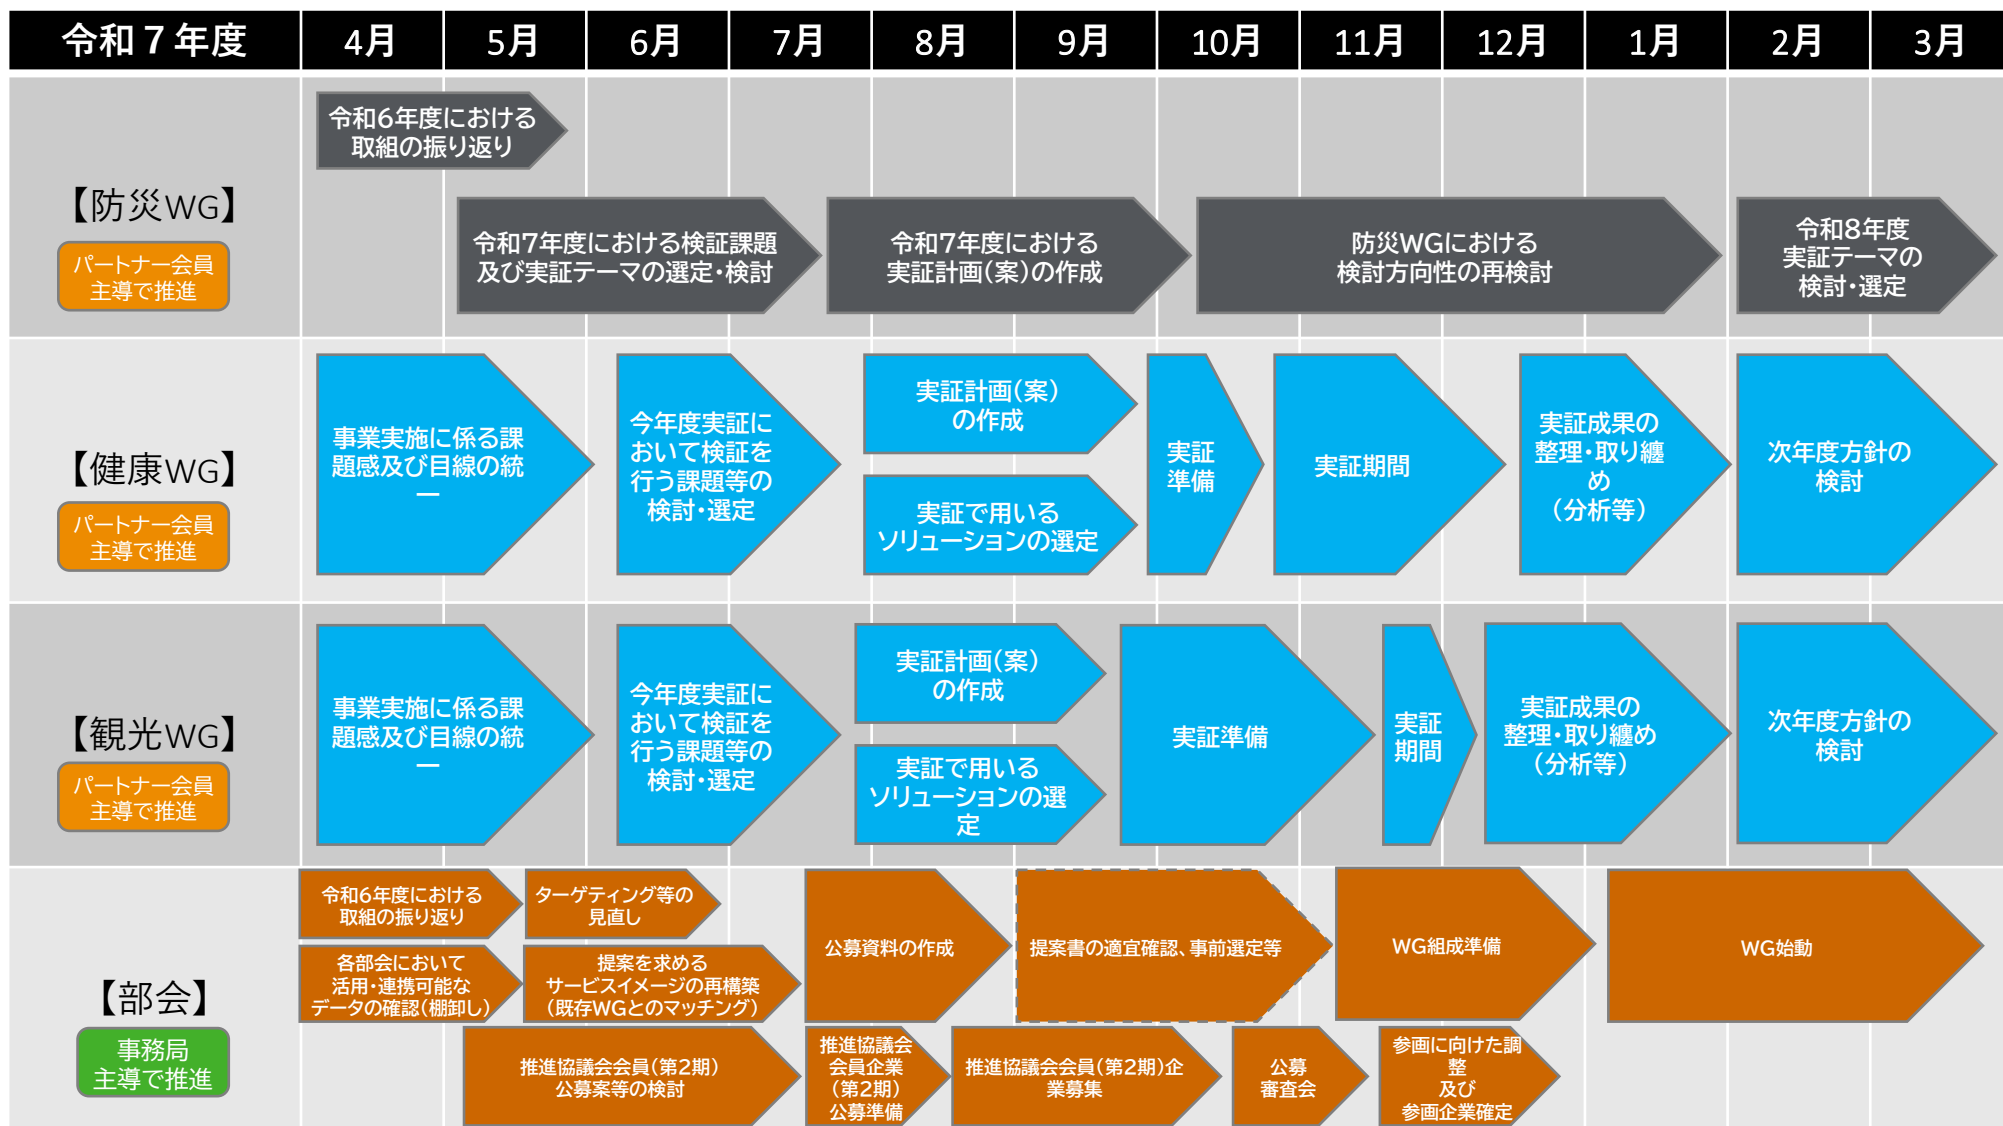 令和７年度
4月
5月
6月
7月
8月
9月
10月
11月
12月
1月
2月
3月
【防災WG】
パートナー会員
主導で推進
令和6年度における
取組の振り返り
令和7年度における検証課題
及び実証テーマの選定・検討
令和7年度における
実証計画(案)の作成
防災WGにおける
検討方向性の再検討
令和8年度
実証テーマの
検討・選定
【健康WG】
パートナー会員
主導で推進
事業実施に係る課
題感及び目線の統
一
今年度実証に
おいて検証を
行う課題等の
検討・選定
実証計画(案)
の作成
実証で用いる
ソリューションの選定
実証
準備
実証期間
実証成果の
整理・取り纏
め
(分析等)
次年度方針の
検討
【観光WG】
パートナー会員
主導で推進
事業実施に係る課
題感及び目線の統
一
今年度実証に
おいて検証を
行う課題等の
検討・選定
実証計画(案)
の作成
実証で用いる
ソリューションの選
定
実証準備
実証
期間
実証成果の
整理・取り纏め
(分析等)
次年度方針の
検討
【部会】
事務局
主導で推進
令和6年度における
取組の振り返り
ターゲティング等の
見直し
各部会において
活用・連携可能な
データの確認(棚卸し)
提案を求める
サービスイメージの再構築
(既存WGとのマッチング)
公募資料の作成
提案書の適宜確認、事前選定等
WG組成準備
WG始動
推進協議会会員(第2期)
公募案等の検討
推進協議会
会員企業
(第2期)
公募準備
推進協議会会員(第2期)企
業募集
公募
審査会
参画に向けた調
整
及び
参画企業確定